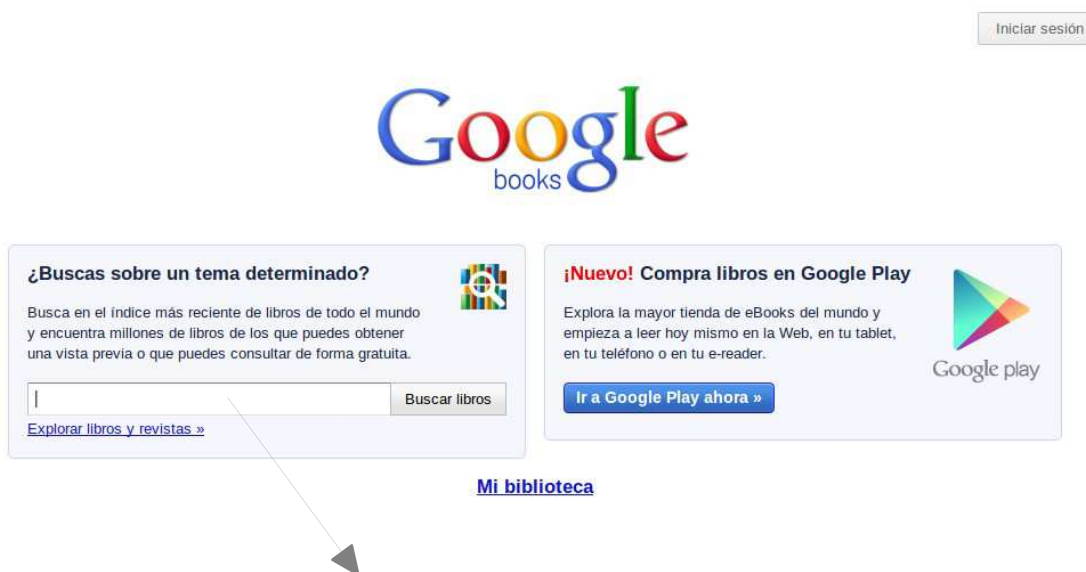 Iniciar sesión
Google
books
¿Buscas sobre un tema determinado?
Busca en el índice más reciente de libros de todo el mundo
y encuentra millones de libros de los que puedes obtener
una vista previa o que puedes consultar de forma gratuita.
Buscar libros
Explorar libros y revistas »
¡Nuevo! Compra libros en Google Play
Explora la mayor tienda de eBooks del mundo y
empieza a leer hoy mismo en la Web, en tu tablet,
en tu teléfono o en tu e-reader.
Google play
Ir a Google Play ahora »
Mi biblioteca